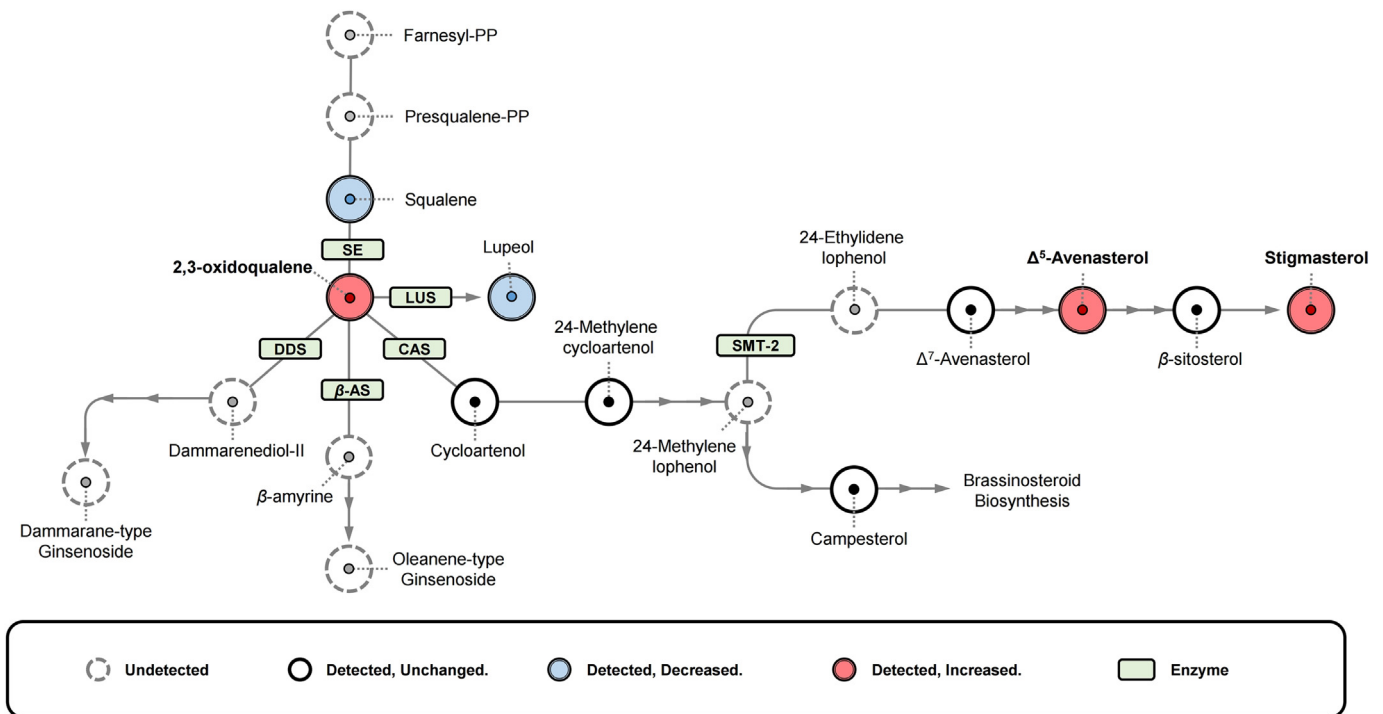 Farnesyl-PP
Presqualene-PP
Squalene
SE
2,3-oxidoqualene
LUS
Lupeol
DDS
CAS
β-AS
Dammarenediol-II
Dammarane-type
Ginsenoside
β-amyrine
Oleanene-type
Ginsenoside
Cycloartenol
24-Methylene
cycloartenol
24-Methylene
lophenol
SMT-2
24-Ethylidene
lophenol
Δ⁷-Avenasterol
Δ⁵-Avenasterol
β-sitosterol
Stigmasterol
Campesterol
Brassinosteroid
Biosynthesis
Undetected
Detected, Unchanged.
Detected, Decreased.
Detected, Increased.
Enzyme